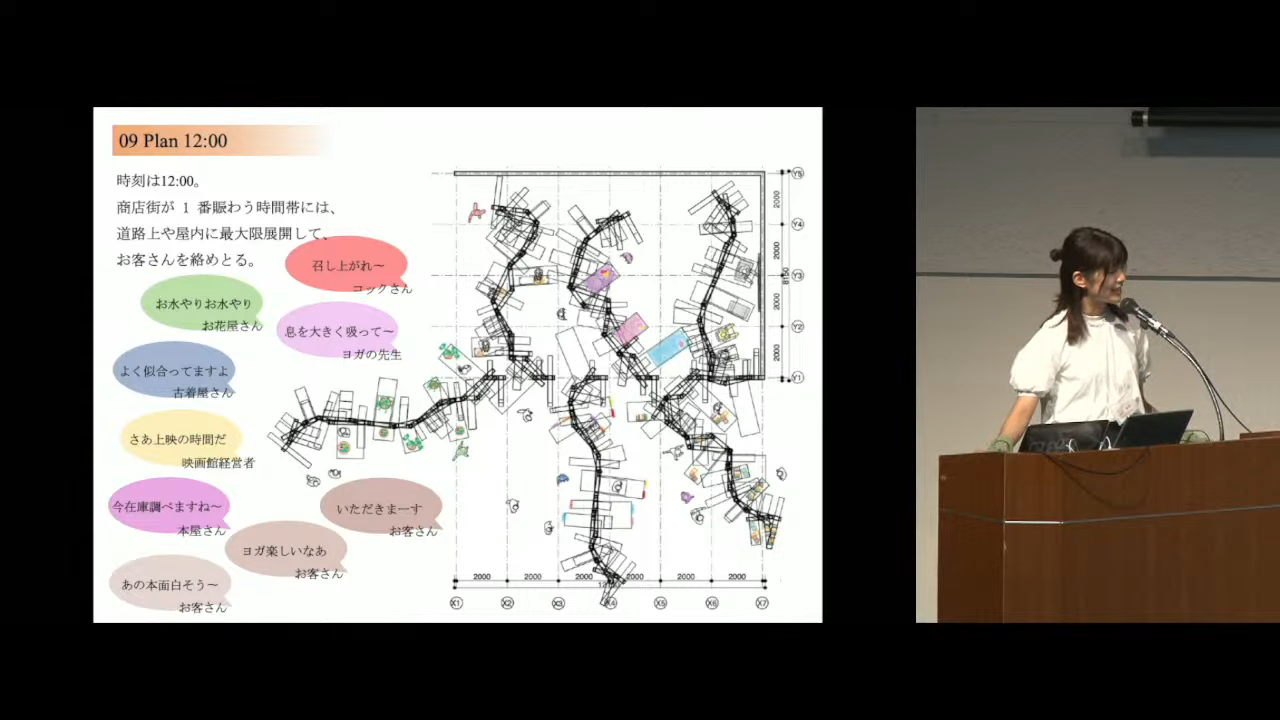 09 Plan 12:00
時刻は12:00。
商店街が 1 番賑わう時間帯には、
道路上や屋内に最大限展開して、
お客さんを絡めとる。
召し上がれ〜
コックさん
お水やりお水やり
お花屋さん
息を大きく吸って〜
ヨガの先生
よく似合ってますよ
古着屋さん
さあ上映の時間だ
映画館経営者
今在庫調べますね〜
本屋さん
いただきまーす
お客さん
ヨガ楽しいなあ
お客さん
あの本面白そう〜
お客さん
Y5
2000
Y4
2000
Y3
2000
Y2
2000
Y1
2000 2000 2000 2000 2000 2000
X1 X2 X3 X4 X5 X6 X7